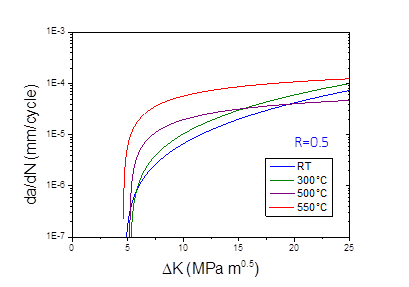 1E-3
1E-4
1E-5
1E-6
1E-7
da/dN (mm/cycle)
R=0.5
RT
300°C
500°C
550°C
0 5 10 15 20 25
ΔK (MPa m^0.5)